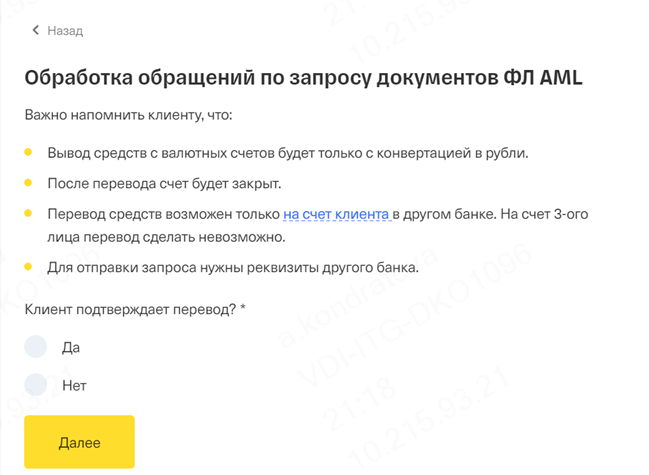 Назад
Обработка обращений по запросу документов ФЛ AML
Важно напомнить клиенту, что:
Вывод средств с валютных счетов будет только с конвертацией в рубли.
После перевода счет будет закрыт.
Перевод средств возможен только на счет клиента в другом банке. На счет 3-ого
лица перевод сделать невозможно.
Для отправки запроса нужны реквизиты другого банка.
Клиент подтверждает перевод? *
Да
Нет
Далее
a.kondratova
VDI-ITG-DKO1096
21:18
10.215.93.21